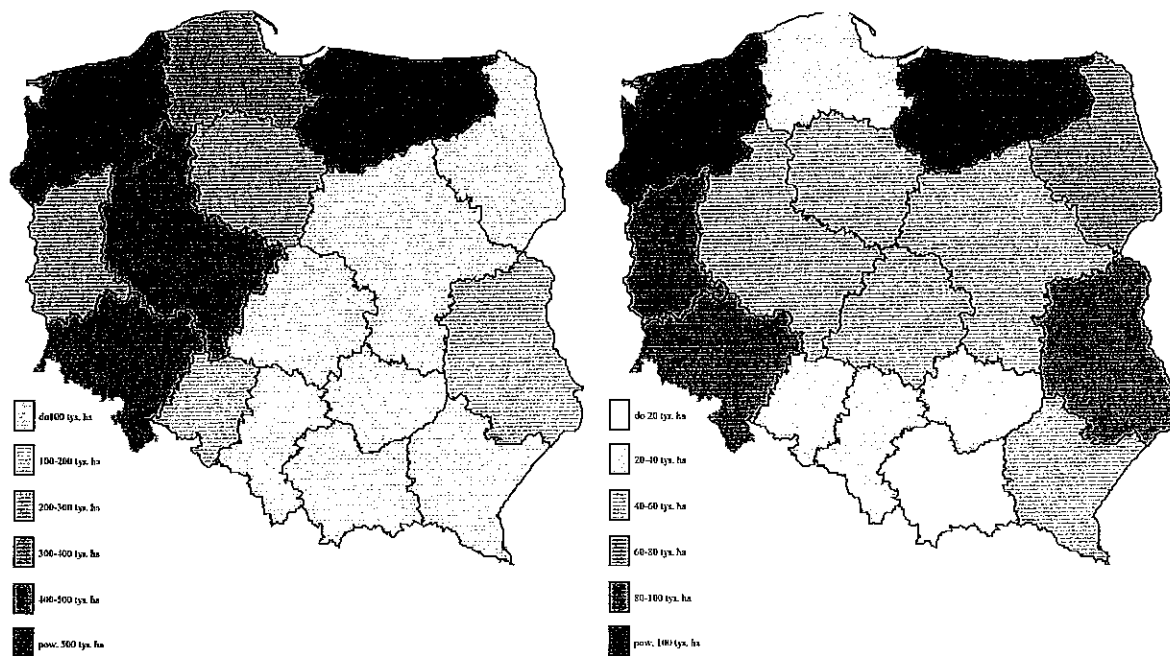 do100 tys. ha
100-200 tys. ha
200-300 tys. ha
300-400 tys. ha
400-500 tys. ha
pow. 500 tys. ha
do 20 tys. ha
20-40 tys. ha
40-60 tys. ha
60-80 tys. ha
80-100 tys. ha
pow. 100 tys. ha